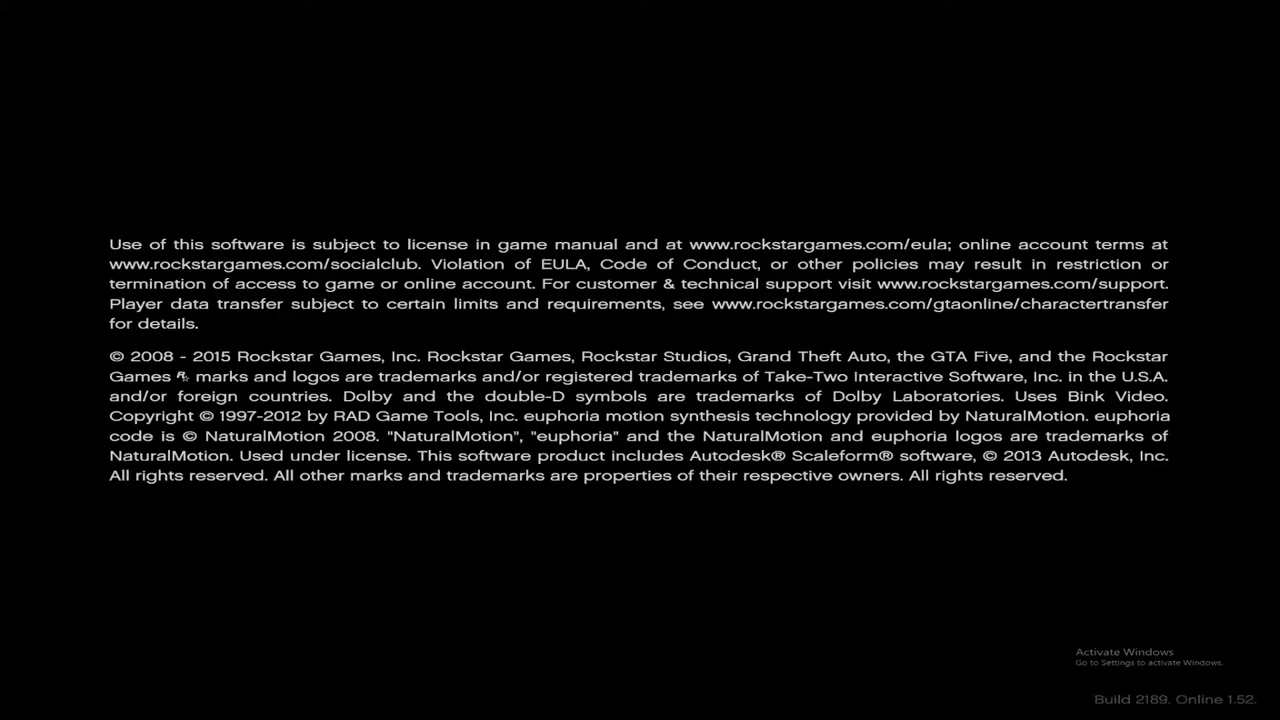 Use of this software is subject to license in game manual and at www.rockstargames.com/eula; online account terms at
www.rockstargames.com/socialclub. Violation of EULA, Code of Conduct, or other policies may result in restriction or
termination of access to game or online account. For customer & technical support visit www.rockstargames.com/support.
Player data transfer subject to certain limits and requirements, see www.rockstargames.com/gtaonline/charactertransfer
for details.
© 2008 - 2015 Rockstar Games, Inc. Rockstar Games, Rockstar Studios, Grand Theft Auto, the GTA Five, and the Rockstar
Games R* marks and logos are trademarks and/or registered trademarks of Take-Two Interactive Software, Inc. in the U.S.A.
and/or foreign countries. Dolby and the double-D symbols are trademarks of Dolby Laboratories. Uses Bink Video.
Copyright © 1997-2012 by RAD Game Tools, Inc. euphoria motion synthesis technology provided by NaturalMotion. euphoria
code is © NaturalMotion 2008. "NaturalMotion", "euphoria" and the NaturalMotion and euphoria logos are trademarks of
NaturalMotion. Used under license. This software product includes Autodesk® Scaleform® software, © 2013 Autodesk, Inc.
All rights reserved. All other marks and trademarks are properties of their respective owners. All rights reserved.
Activate Windows
Go to Settings to activate Windows.
Build 2189. Online 1.52.